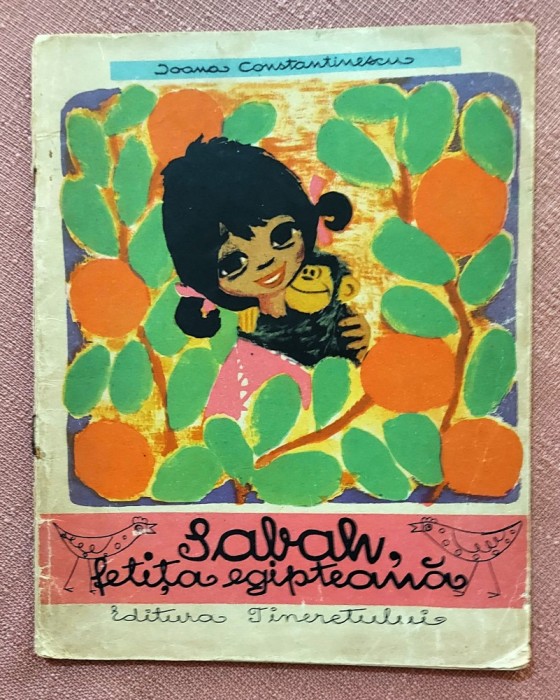 Ioana Constantinescu
Sabah,
fetița egipteană
Editura Tineretului